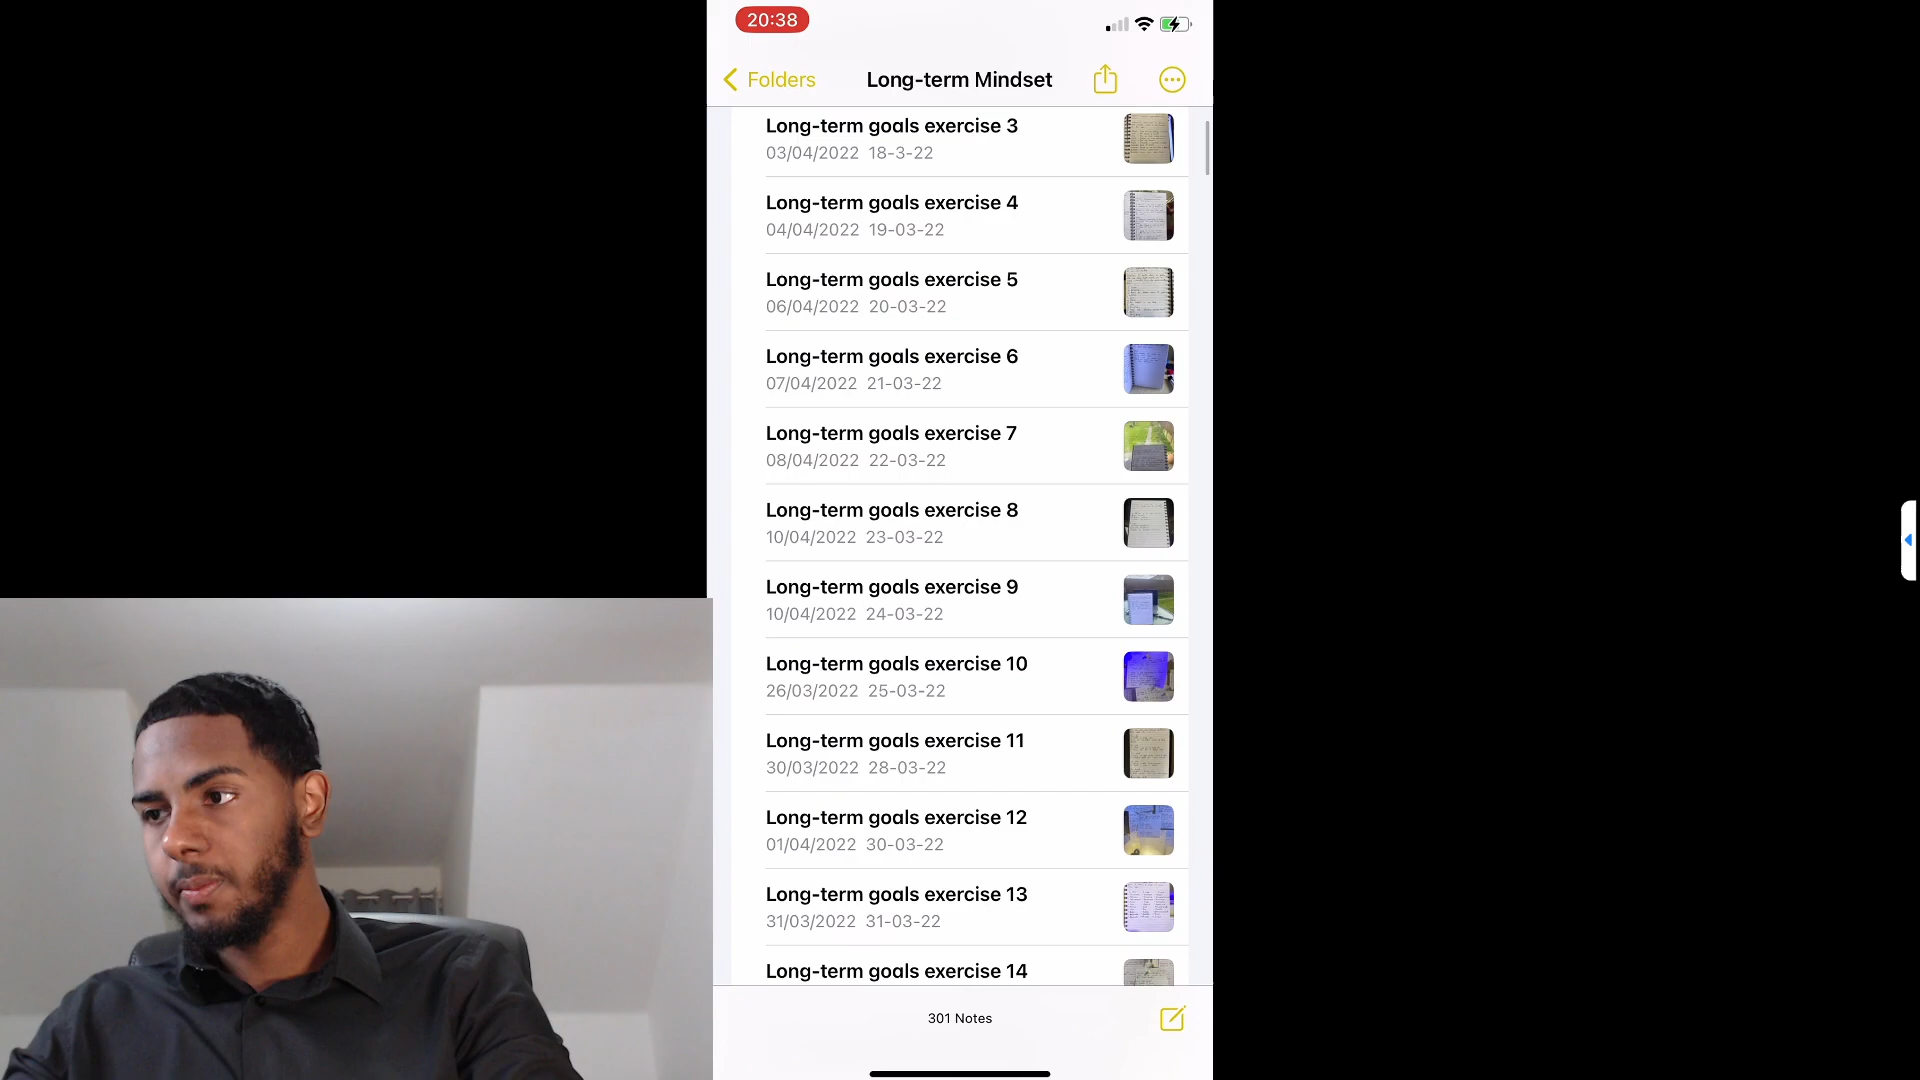 20:38
Folders
Long-term Mindset
Long-term goals exercise 3
03/04/2022 18-3-22
Long-term goals exercise 4
04/04/2022 19-03-22
Long-term goals exercise 5
06/04/2022 20-03-22
Long-term goals exercise 6
07/04/2022 21-03-22
Long-term goals exercise 7
08/04/2022 22-03-22
Long-term goals exercise 8
10/04/2022 23-03-22
Long-term goals exercise 9
10/04/2022 24-03-22
Long-term goals exercise 10
26/03/2022 25-03-22
Long-term goals exercise 11
30/03/2022 28-03-22
Long-term goals exercise 12
01/04/2022 30-03-22
Long-term goals exercise 13
31/03/2022 31-03-22
Long-term goals exercise 14
301 Notes